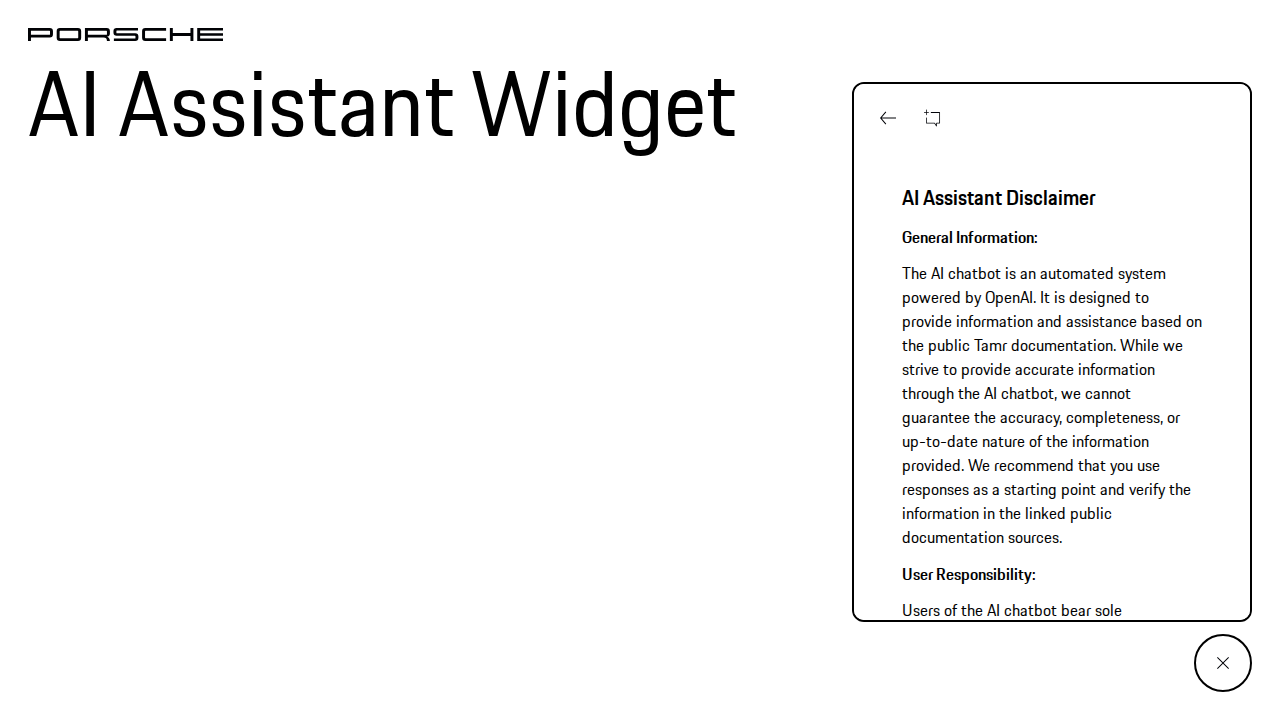 PORSCHE
AI Assistant Widget
AI Assistant Disclaimer
General Information:
The AI chatbot is an automated system
powered by OpenAI. It is designed to
provide information and assistance based on
the public Tamr documentation. While we
strive to provide accurate information
through the AI chatbot, we cannot
guarantee the accuracy, completeness, or
up-to-date nature of the information
provided. We recommend that you use
responses as a starting point and verify the
information in the linked public
documentation sources.
User Responsibility:
Users of the AI chatbot bear sole